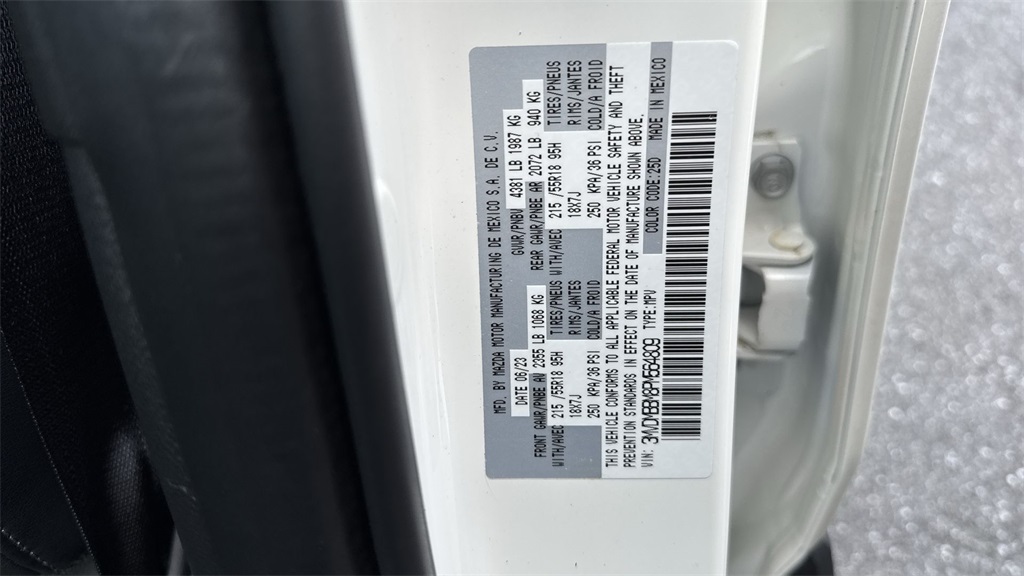 MFD. BY MAZDA MOTOR MANUFACTURING DE MEXICO S.A. DE C.V.
DATE 06/23 GVWR/PNBV 4381 LB 1987 KG
FRONT GAWR/PNBE AV 2355 LB 1068 KG REAR GAWR/PNBE AR 2072 LB 940 KG
WITH/AVEC 215 /55R18 95H TIRES/PNEUS WITH/AVEC 215 /55R18 95H TIRES/PNEUS
18X7J RIMS/JANTES 18X7J RIMS/JANTES
250 KPA/36 PSI COLD/A FROID 250 KPA/36 PSI COLD/A FROID
THIS VEHICLE CONFORMS TO ALL APPLICABLE FEDERAL MOTOR VEHICLE SAFETY AND THEFT
PREVENTION STANDARDS IN EFFECT ON THE DATE OF MANUFACTURE SHOWN ABOVE.
VIN: 3MVDMBBM8PM564809 TYPE:MPV COLOR CODE:25D MADE IN MEXICO